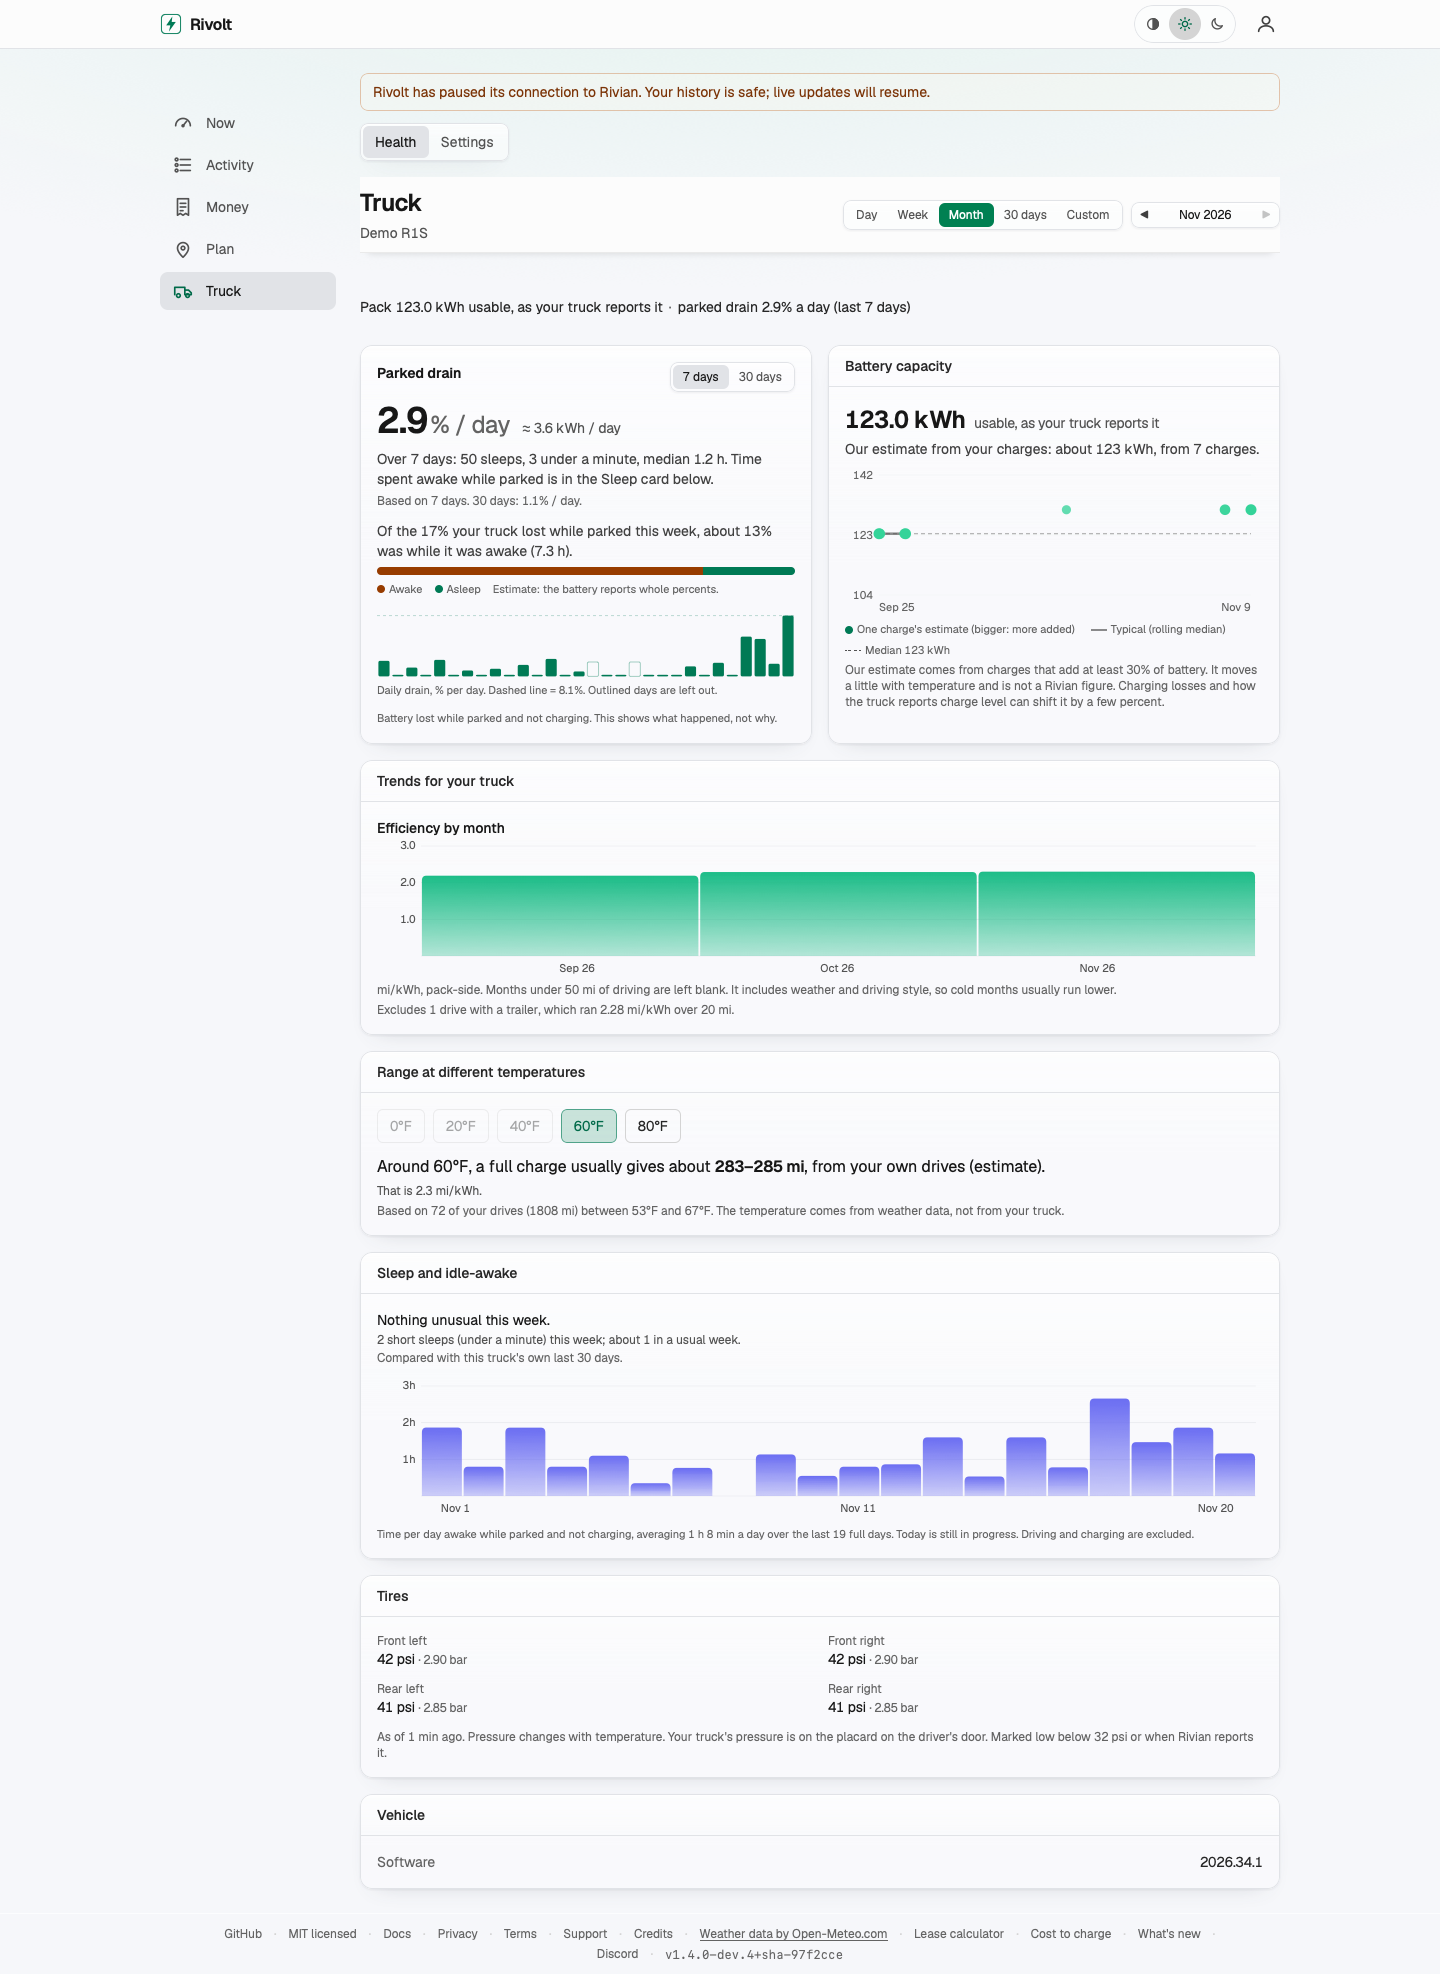 Rivolt
Rivolt has paused its connection to Rivian. Your history is safe; live updates will resume.
Now
Activity
Money
Plan
Truck
Health Settings
Truck
Demo R1S
Day Week Month 30 days Custom ◀ Nov 2026 ▶
Pack 123.0 kWh usable, as your truck reports it · parked drain 2.9% a day (last 7 days)
Parked drain
7 days 30 days
2.9% / day ≈ 3.6 kWh / day
Over 7 days: 50 sleeps, 3 under a minute, median 1.2 h. Time
spent awake while parked is in the Sleep card below.
Based on 7 days. 30 days: 1.1% / day.
Of the 17% your truck lost while parked this week, about 13%
was while it was awake (7.3 h).
Awake Asleep Estimate: the battery reports whole percents.
Daily drain, % per day. Dashed line = 8.1%. Outlined days are left out.
Battery lost while parked and not charging. This shows what happened, not why.
Battery capacity
123.0 kWh usable, as your truck reports it
Our estimate from your charges: about 123 kWh, from 7 charges.
142
123
104
Sep 25 Nov 9
One charge's estimate (bigger: more added) Typical (rolling median)
Median 123 kWh
Our estimate comes from charges that add at least 30% of battery. It moves
a little with temperature and is not a Rivian figure. Charging losses and how
the truck reports charge level can shift it by a few percent.
Trends for your truck
Efficiency by month
3.0
2.0
1.0
Sep 26 Oct 26 Nov 26
mi/kWh, pack-side. Months under 50 mi of driving are left blank. It includes weather and driving style, so cold months usually run lower.
Excludes 1 drive with a trailer, which ran 2.28 mi/kWh over 20 mi.
Range at different temperatures
0°F 20°F 40°F 60°F 80°F
Around 60°F, a full charge usually gives about 283–285 mi, from your own drives (estimate).
That is 2.3 mi/kWh.
Based on 72 of your drives (1808 mi) between 53°F and 67°F. The temperature comes from weather data, not from your truck.
Sleep and idle-awake
Nothing unusual this week.
2 short sleeps (under a minute) this week; about 1 in a usual week.
Compared with this truck's own last 30 days.
3h
2h
1h
Nov 1 Nov 11 Nov 20
Time per day awake while parked and not charging, averaging 1 h 8 min a day over the last 19 full days. Today is still in progress. Driving and charging are excluded.
Tires
Front left Front right
42 psi · 2.90 bar 42 psi · 2.90 bar
Rear left Rear right
41 psi · 2.85 bar 41 psi · 2.85 bar
As of 1 min ago. Pressure changes with temperature. Your truck's pressure is on the placard on the driver's door. Marked low below 32 psi or when Rivian reports
it.
Vehicle
Software 2026.34.1
GitHub · MIT licensed · Docs · Privacy · Terms · Support · Credits · Weather data by Open-Meteo.com · Lease calculator · Cost to charge · What's new ·
Discord · v1.4.0-dev.4+sha-97f2cce